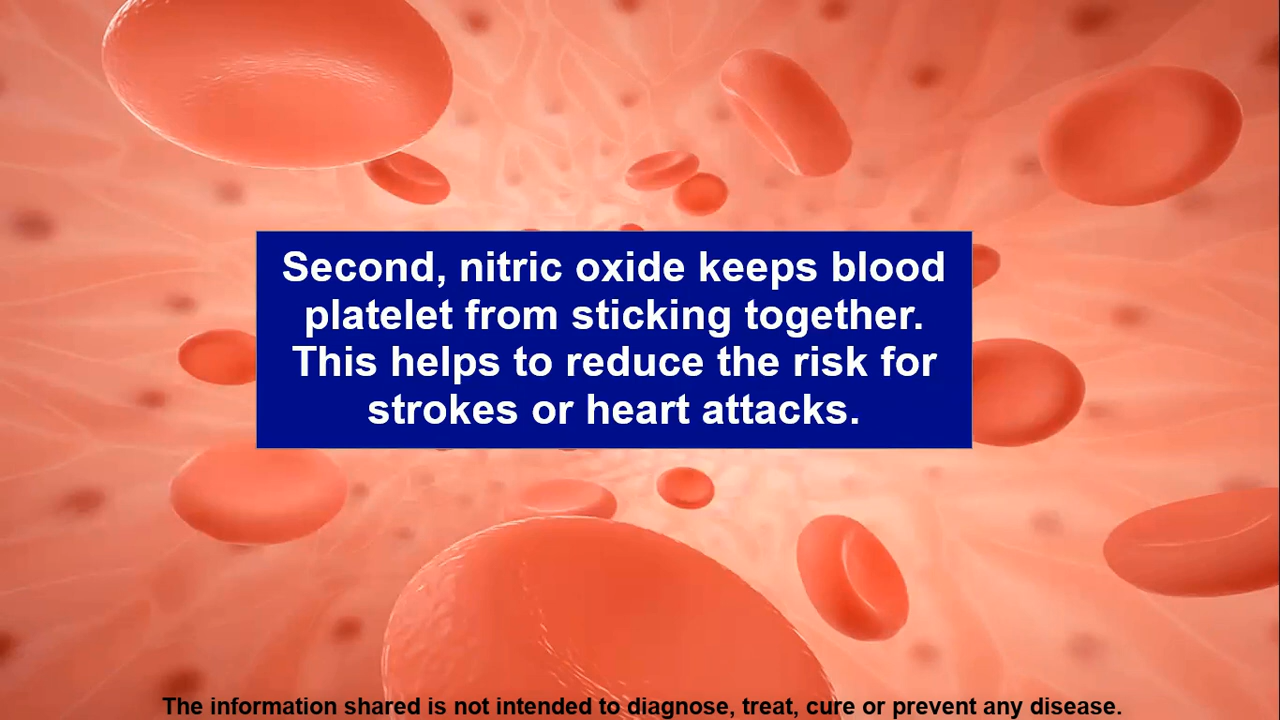 Second, nitric oxide keeps blood
platelet from sticking together.
This helps to reduce the risk for
strokes or heart attacks.
The information shared is not intended to diagnose, treat, cure or prevent any disease.